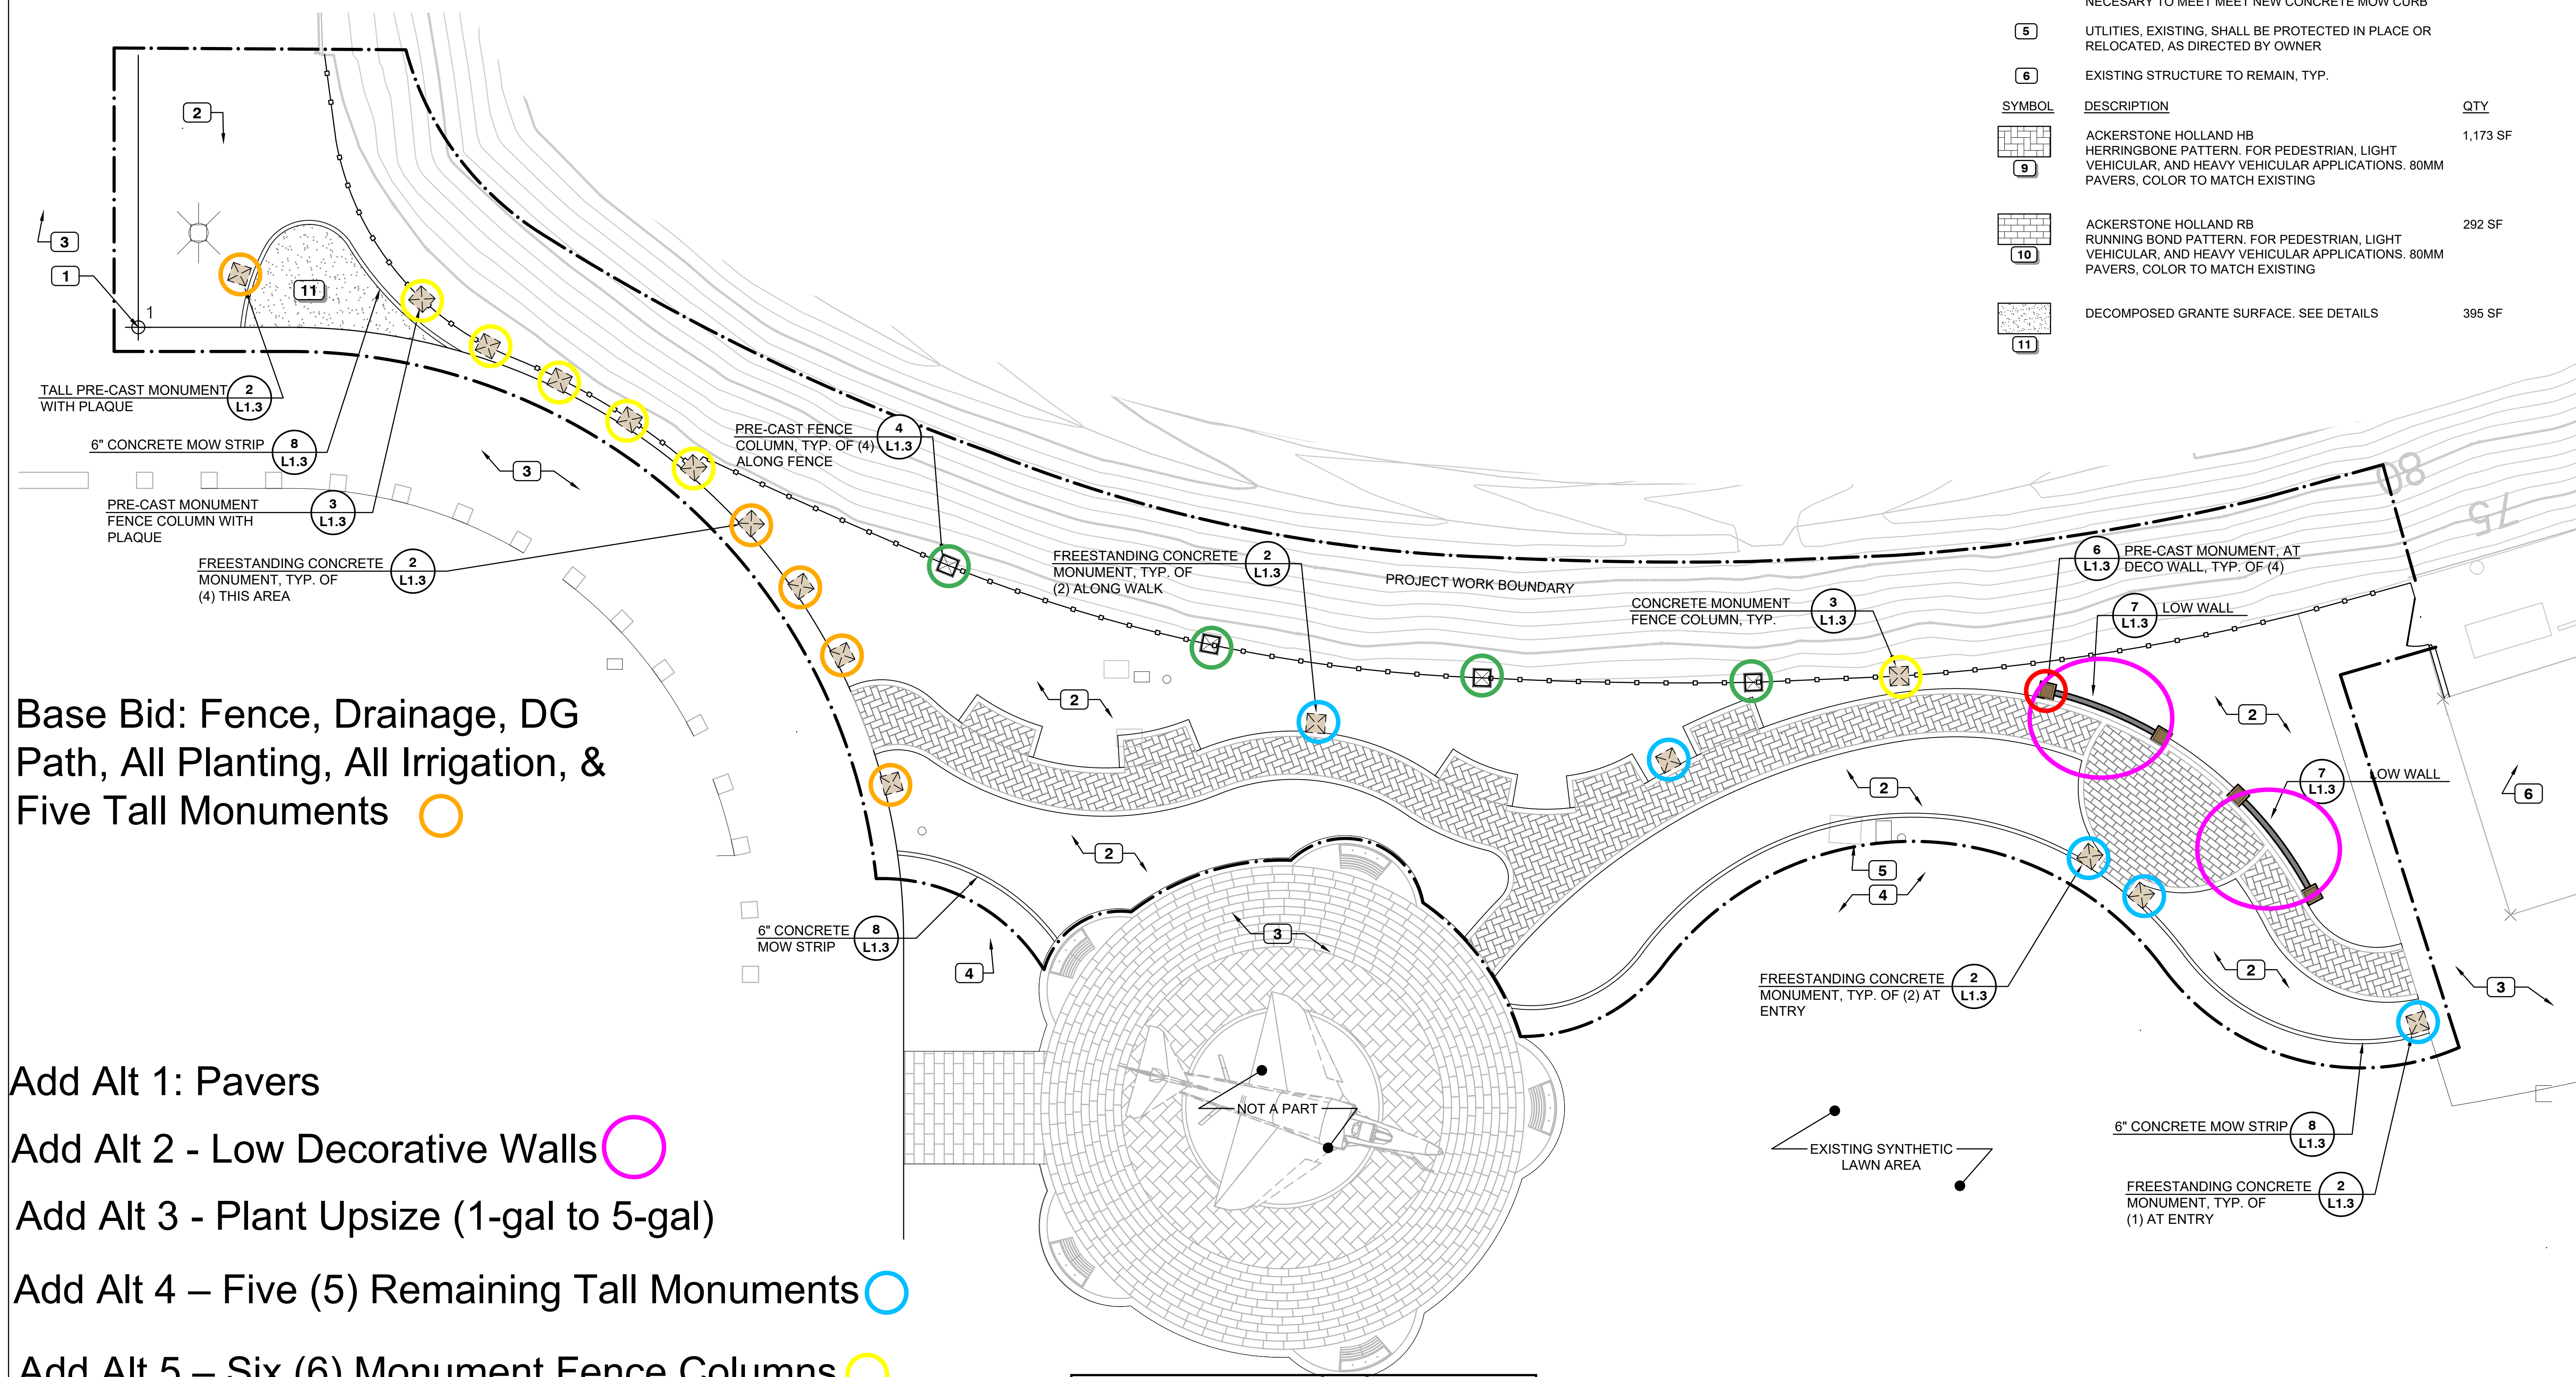 NECESARY TO MEET MEET NEW CONCRETE MOW CURB
5
UTLITIES, EXISTING, SHALL BE PROTECTED IN PLACE OR
RELOCATED, AS DIRECTED BY OWNER
6
EXISTING STRUCTURE TO REMAIN, TYP.
SYMBOL DESCRIPTION QTY
ACKERSTONE HOLLAND HB 1,173 SF
HERRINGBONE PATTERN. FOR PEDESTRIAN, LIGHT
VEHICULAR, AND HEAVY VEHICULAR APPLICATIONS. 80MM
PAVERS, COLOR TO MATCH EXISTING
9
ACKERSTONE HOLLAND RB 292 SF
RUNNING BOND PATTERN. FOR PEDESTRIAN, LIGHT
VEHICULAR, AND HEAVY VEHICULAR APPLICATIONS. 80MM
PAVERS, COLOR TO MATCH EXISTING
10
DECOMPOSED GRANTE SURFACE. SEE DETAILS 395 SF
11
2
3
1
1
11
TALL PRE-CAST MONUMENT
WITH PLAQUE
2
L1.3
6" CONCRETE MOW STRIP
8
L1.3
PRE-CAST MONUMENT
FENCE COLUMN WITH
PLAQUE
3
L1.3
FREESTANDING CONCRETE
MONUMENT, TYP. OF
(4) THIS AREA
2
L1.3
3
PRE-CAST FENCE
COLUMN, TYP. OF (4)
ALONG FENCE
4
L1.3
FREESTANDING CONCRETE
MONUMENT, TYP. OF
(2) ALONG WALK
2
L1.3
PROJECT WORK BOUNDARY
CONCRETE MONUMENT
FENCE COLUMN, TYP.
3
L1.3
6
L1.3
PRE-CAST MONUMENT, AT
DECO WALL, TYP. OF (4)
7
L1.3
LOW WALL
80
75
2
2
7
L1.3
LOW WALL
6
2
2
5
4
Base Bid: Fence, Drainage, DG
Path, All Planting, All Irrigation, &
Five Tall Monuments
6" CONCRETE
MOW STRIP
8
L1.3
4
3
FREESTANDING CONCRETE
MONUMENT, TYP. OF (2) AT
ENTRY
2
L1.3
2
3
NOT A PART
EXISTING SYNTHETIC
LAWN AREA
6" CONCRETE MOW STRIP
8
L1.3
FREESTANDING CONCRETE
MONUMENT, TYP. OF
(1) AT ENTRY
2
L1.3
Add Alt 1: Pavers
Add Alt 2 - Low Decorative Walls
Add Alt 3 - Plant Upsize (1-gal to 5-gal)
Add Alt 4 – Five (5) Remaining Tall Monuments
Add Alt 5 – Six (6) Monument Fence Columns